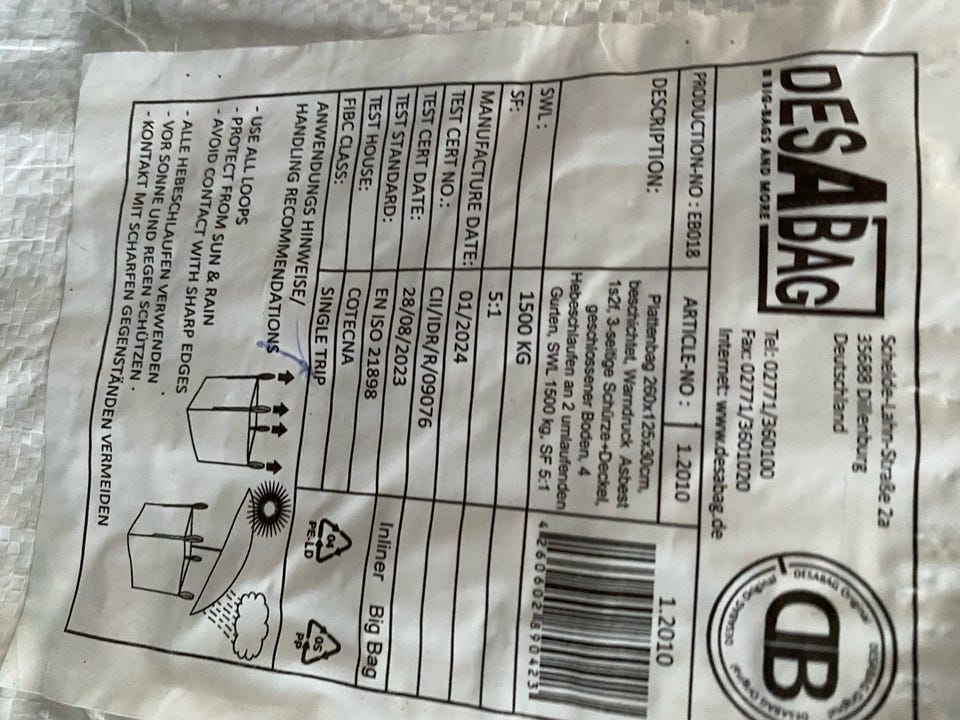 DESABAG
BIG-BAGS AND MORE
Schelde-Lahn-Straße 2a
35688 Dillenburg
Deutschland
Tel: 02771/360100
Fax: 02771/3601020
Internet: www.desabag.de
DESABAG Original
DB
PRODUCTION-NO : EB018
ARTICLE-NO : 1.2010
1.2010
DESCRIPTION:
Plattenbag 260x125x30cm,
beschichtet, Warndruck Asbest
1s2f, 3-seitige Schürze+Deckel,
geschlossener Boden, 4
Hebeschlaufen an 2 umlaufenden
Gurten, SWL 1500 kg, SF 5:1
4260602890423
SWL : 1500 KG
SF: 5:1
MANUFACTURE DATE: 01/2024
TEST CERT NO.: CII/IDR/R/09076
TEST CERT DATE: 28/08/2023
TEST STANDARD: EN ISO 21898
TEST HOUSE: COTECNA
FIBC CLASS: SINGLE TRIP
Inliner Big Bag
04
PE-LD
05
PP
ANWENDUNGS HINWEISE/
HANDLING RECOMMENDATIONS
- USE ALL LOOPS
- PROTECT FROM SUN & RAIN
- AVOID CONTACT WITH SHARP EDGES
- ALLE HEBESCHLAUFEN VERWENDEN
- VOR SONNE UND REGEN SCHÜTZEN .
- KONTAKT MIT SCHARFEN GEGENSTÄNDEN VERMEIDEN